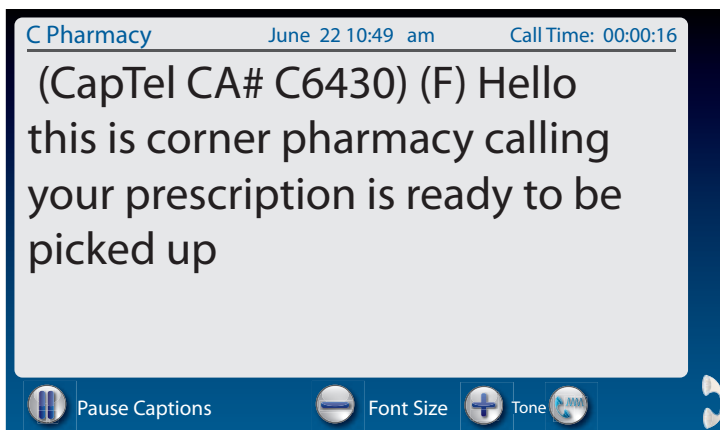 C Pharmacy June 22 10:49 am Call Time: 00:00:16
(CapTel CA# C6430) (F) Hello
this is corner pharmacy calling
your prescription is ready to be
picked up
Pause Captions Font Size Tone